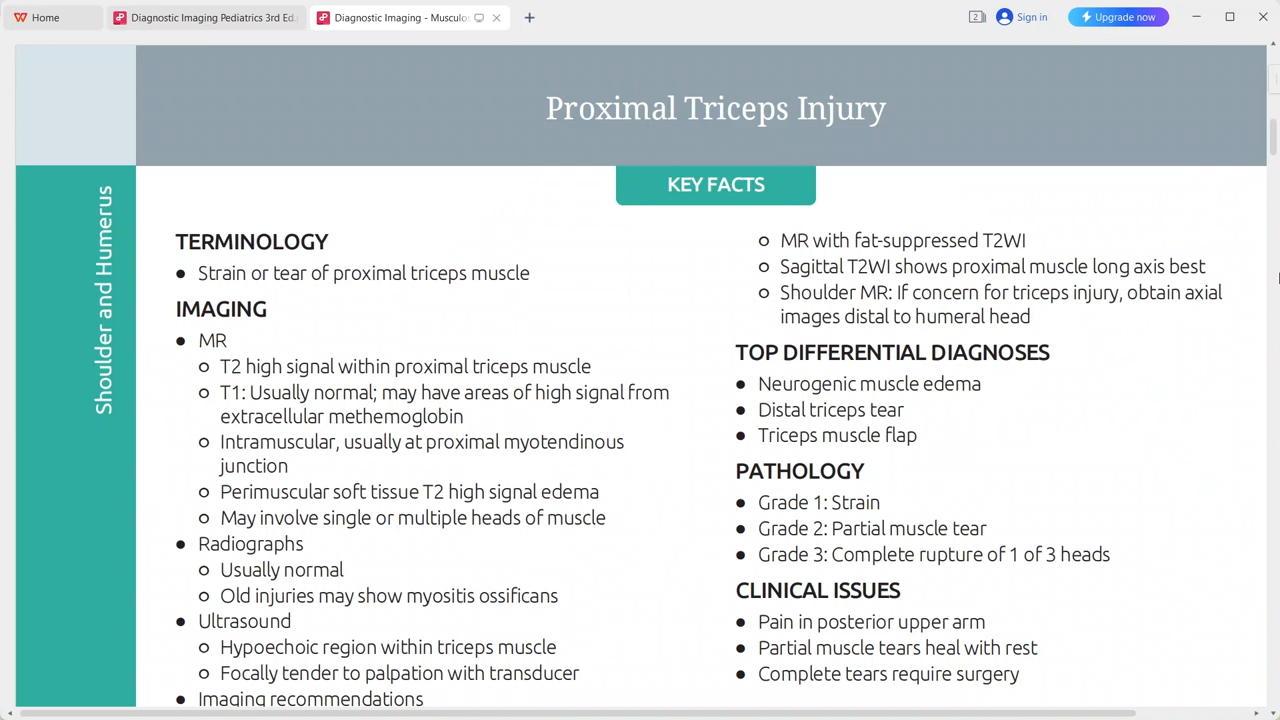 Home
Diagnostic Imaging Pediatrics 3rd Ed.
Diagnostic Imaging - Musculos
2
Sign in
Upgrade now
Proximal Triceps Injury
KEY FACTS
Shoulder and Humerus
TERMINOLOGY
● Strain or tear of proximal triceps muscle
IMAGING
● MR
○ T2 high signal within proximal triceps muscle
○ T1: Usually normal; may have areas of high signal from
extracellular methemoglobin
○ Intramuscular, usually at proximal myotendinous
junction
○ Perimuscular soft tissue T2 high signal edema
○ May involve single or multiple heads of muscle
● Radiographs
○ Usually normal
○ Old injuries may show myositis ossificans
● Ultrasound
○ Hypoechoic region within triceps muscle
○ Focally tender to palpation with transducer
● Imaging recommendations
○ MR with fat-suppressed T2WI
○ Sagittal T2WI shows proximal muscle long axis best
○ Shoulder MR: If concern for triceps injury, obtain axial
images distal to humeral head
TOP DIFFERENTIAL DIAGNOSES
● Neurogenic muscle edema
● Distal triceps tear
● Triceps muscle flap
PATHOLOGY
● Grade 1: Strain
● Grade 2: Partial muscle tear
● Grade 3: Complete rupture of 1 of 3 heads
CLINICAL ISSUES
● Pain in posterior upper arm
● Partial muscle tears heal with rest
● Complete tears require surgery